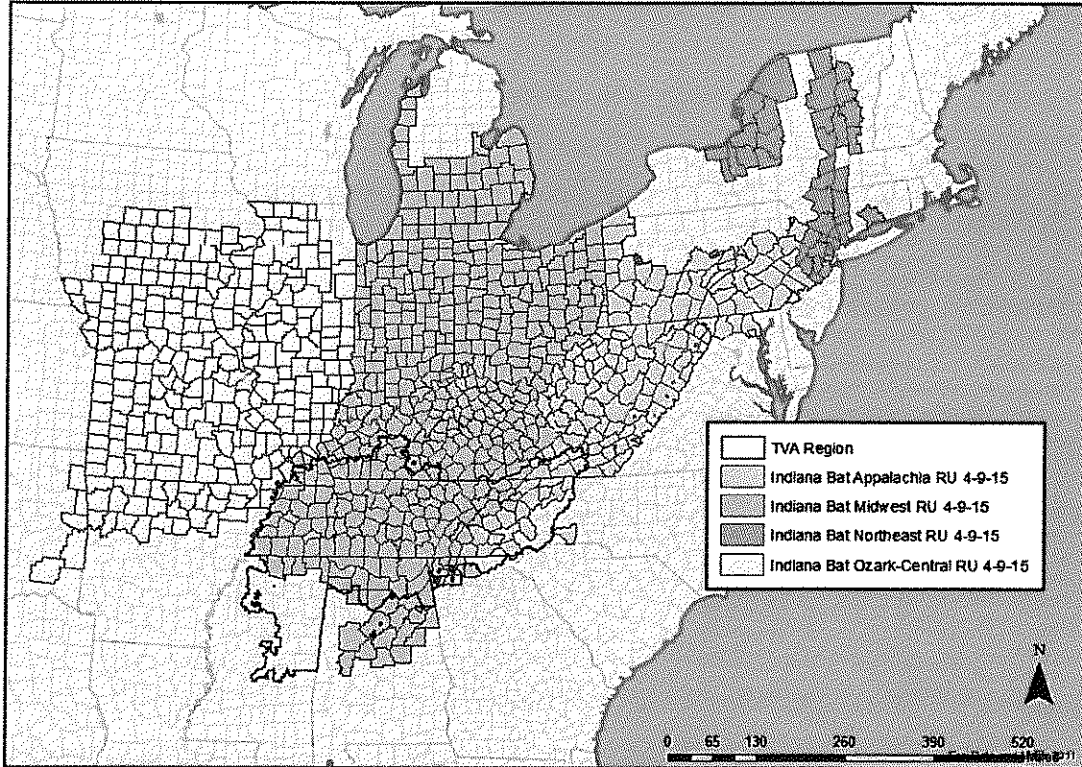 TVA Region
Indiana Bat Appalachia RU 4-9-15
Indiana Bat Midwest RU 4-9-15
Indiana Bat Northeast RU 4-9-15
Indiana Bat Ozark-Central RU 4-9-15
N
0 65 130 260 390 520